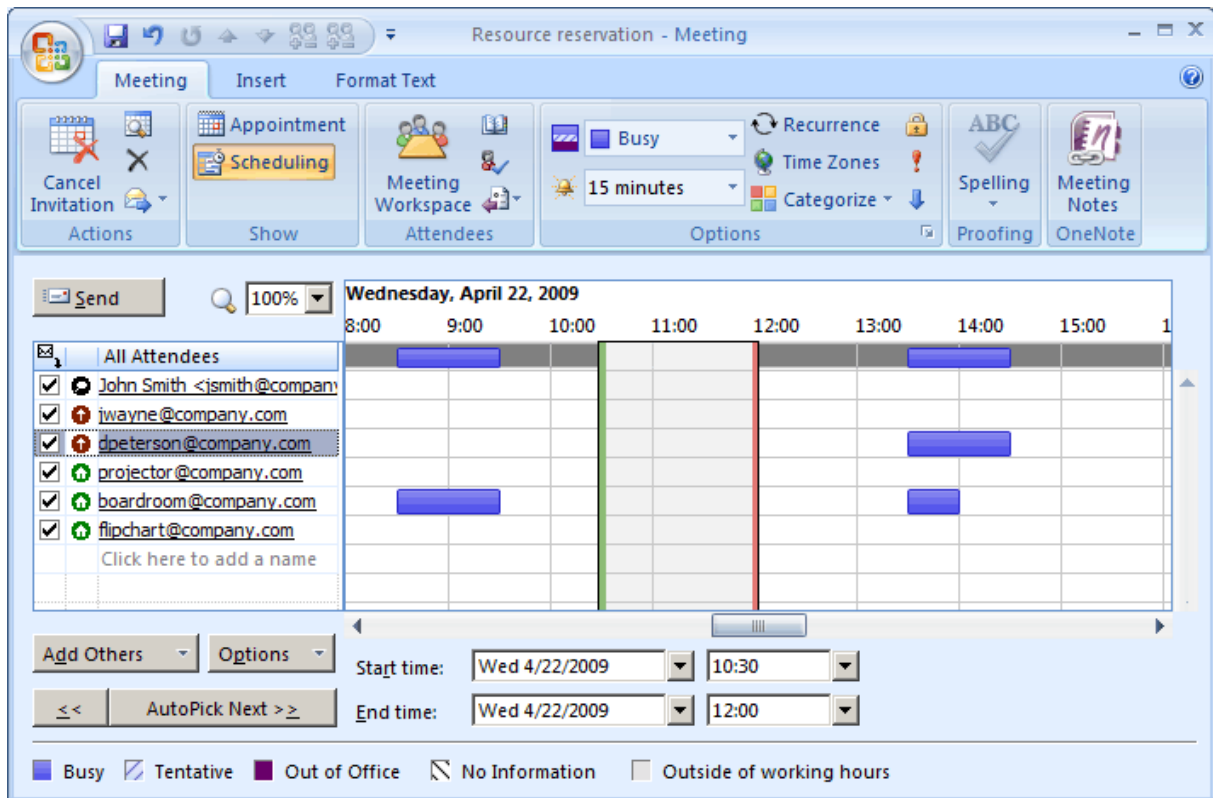 Resource reservation - Meeting
Meeting Insert Format Text
Cancel Invitation
Actions
Appointment
Scheduling
Show
Meeting Workspace
Attendees
Busy
15 minutes
Recurrence
Time Zones
Categorize
Options
ABC
Spelling
Proofing
Meeting Notes
OneNote
Send
100%
Wednesday, April 22, 2009
8:00 9:00 10:00 11:00 12:00 13:00 14:00 15:00 1
All Attendees
John Smith <jsmith@company
jwayne@company.com
dpeterson@company.com
projector@company.com
boardroom@company.com
flipchart@company.com
Click here to add a name
Add Others Options
<< AutoPick Next >>
Start time: Wed 4/22/2009 10:30
End time: Wed 4/22/2009 12:00
Busy Tentative Out of Office No Information Outside of working hours